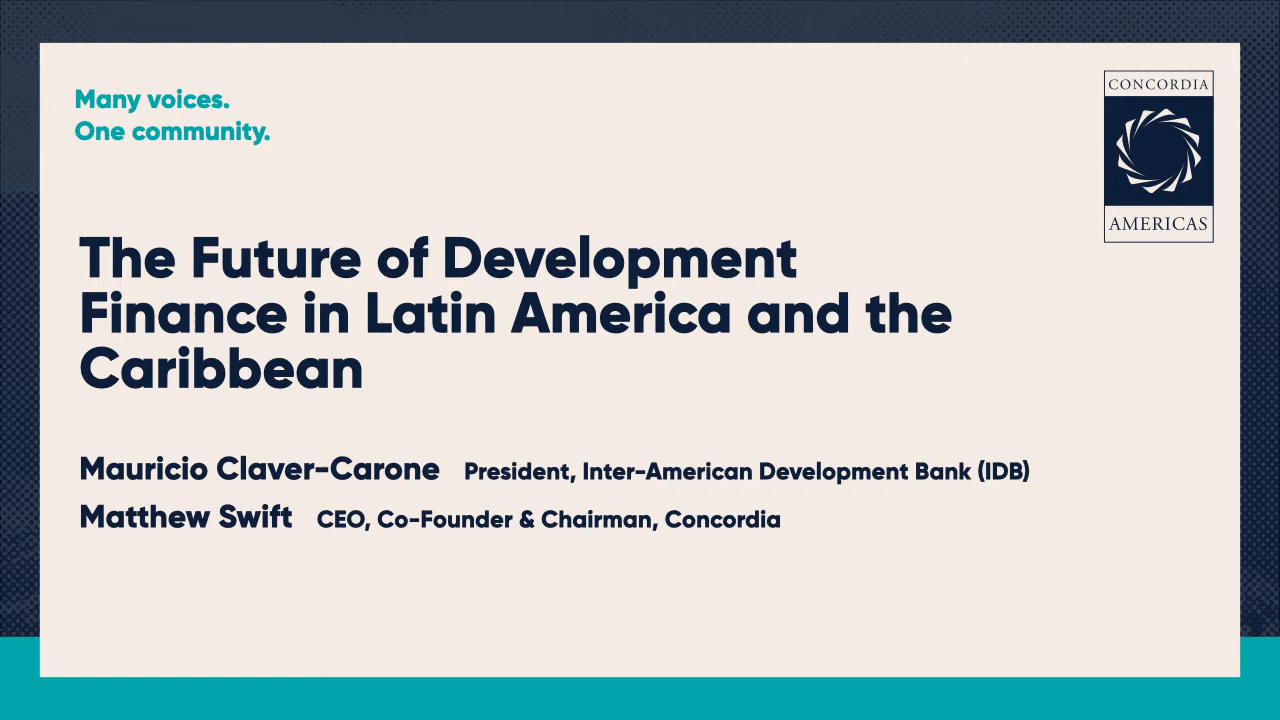 Many voices.
One community.
CONCORDIA
AMERICAS
The Future of Development
Finance in Latin America and the
Caribbean
Mauricio Claver-Carone President, Inter-American Development Bank (IDB)
Matthew Swift CEO, Co-Founder & Chairman, Concordia